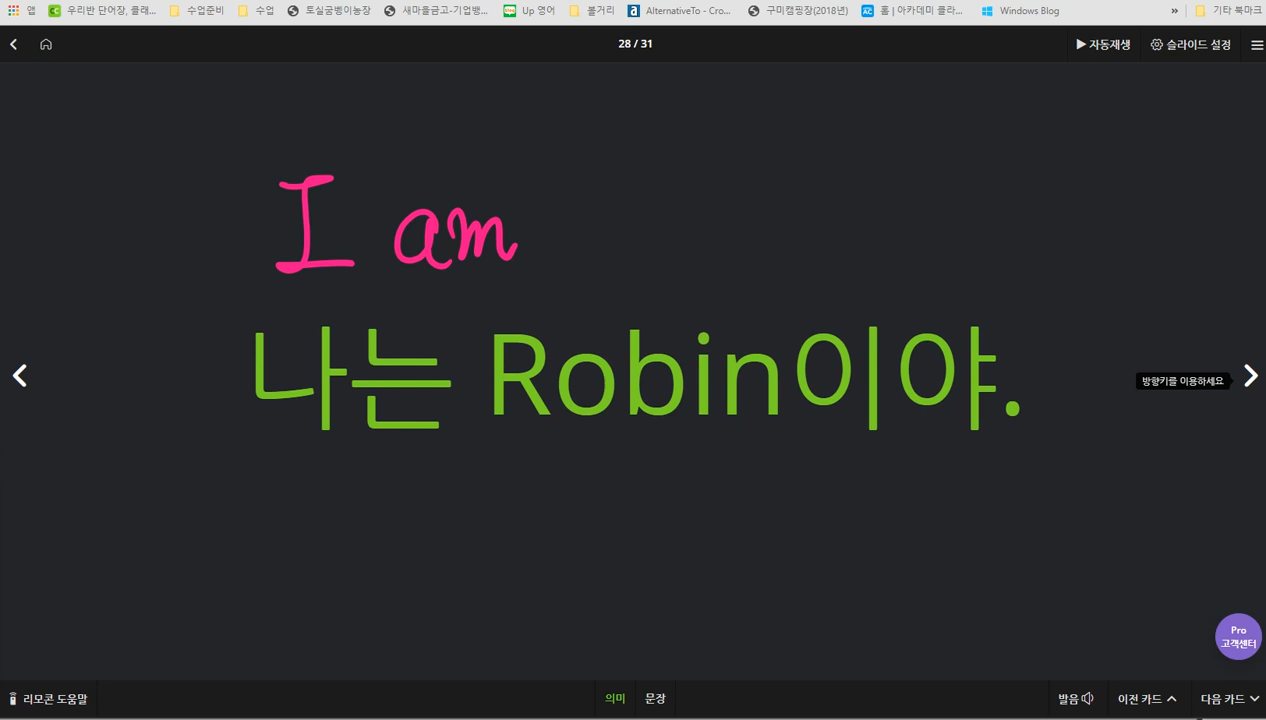 앱 우리반 단어장, 클래... 수업준비 수업 토실굼벵이농장 새마을금고-기업뱅... Up 영어 볼거리 AlternativeTo - Cro... 구미캠핑장(2018년) 홈 | 아카데미 클라... Windows Blog » 기타 북마크
28 / 31 자동재생 슬라이드 설정
I am
나는 Robin이야.
방향키를 이용하세요
Pro
고객센터
리모콘 도움말 의미 문장 발음 이전 카드 다음 카드